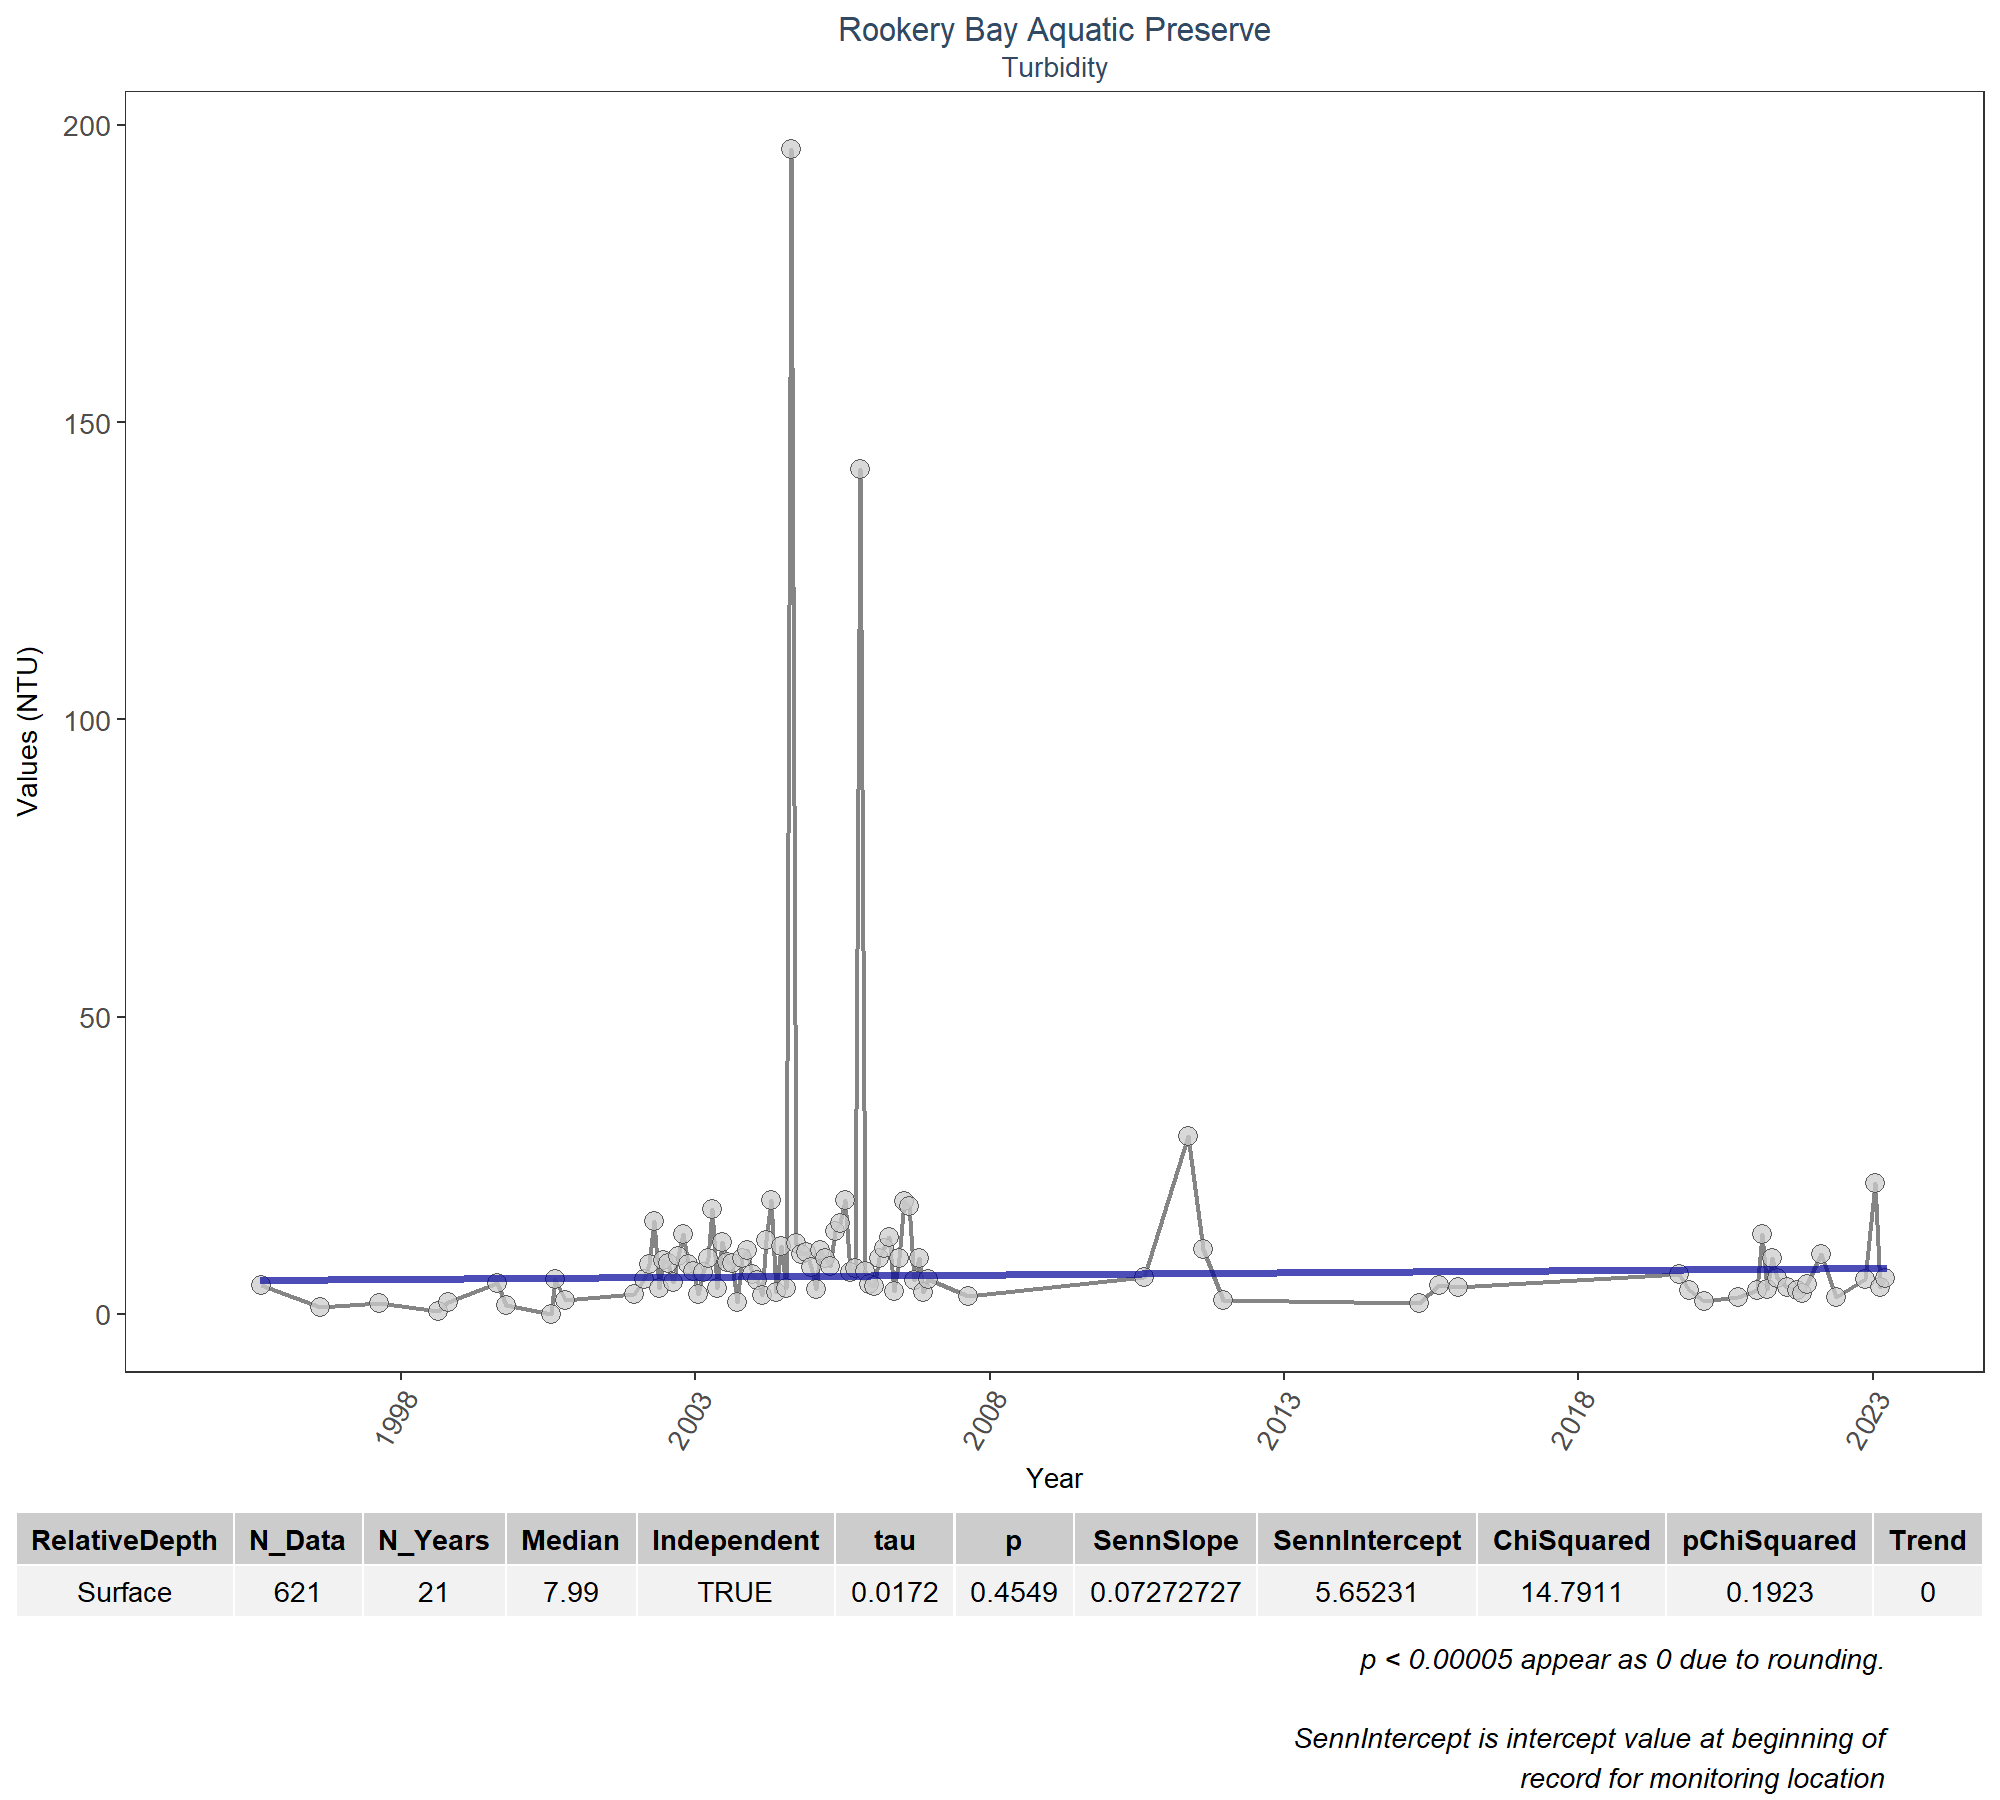 Rookery Bay Aquatic Preserve
Turbidity
200
150
100
50
0
Values (NTU)
1998
2003
2008
2013
2018
2023
Year
RelativeDepth N_Data N_Years Median Independent tau p SennSlope SennIntercept ChiSquared pChiSquared Trend
Surface 621 21 7.99 TRUE 0.0172 0.4549 0.07272727 5.65231 14.7911 0.1923 0
p < 0.00005 appear as 0 due to rounding.
SennIntercept is intercept value at beginning of
record for monitoring location